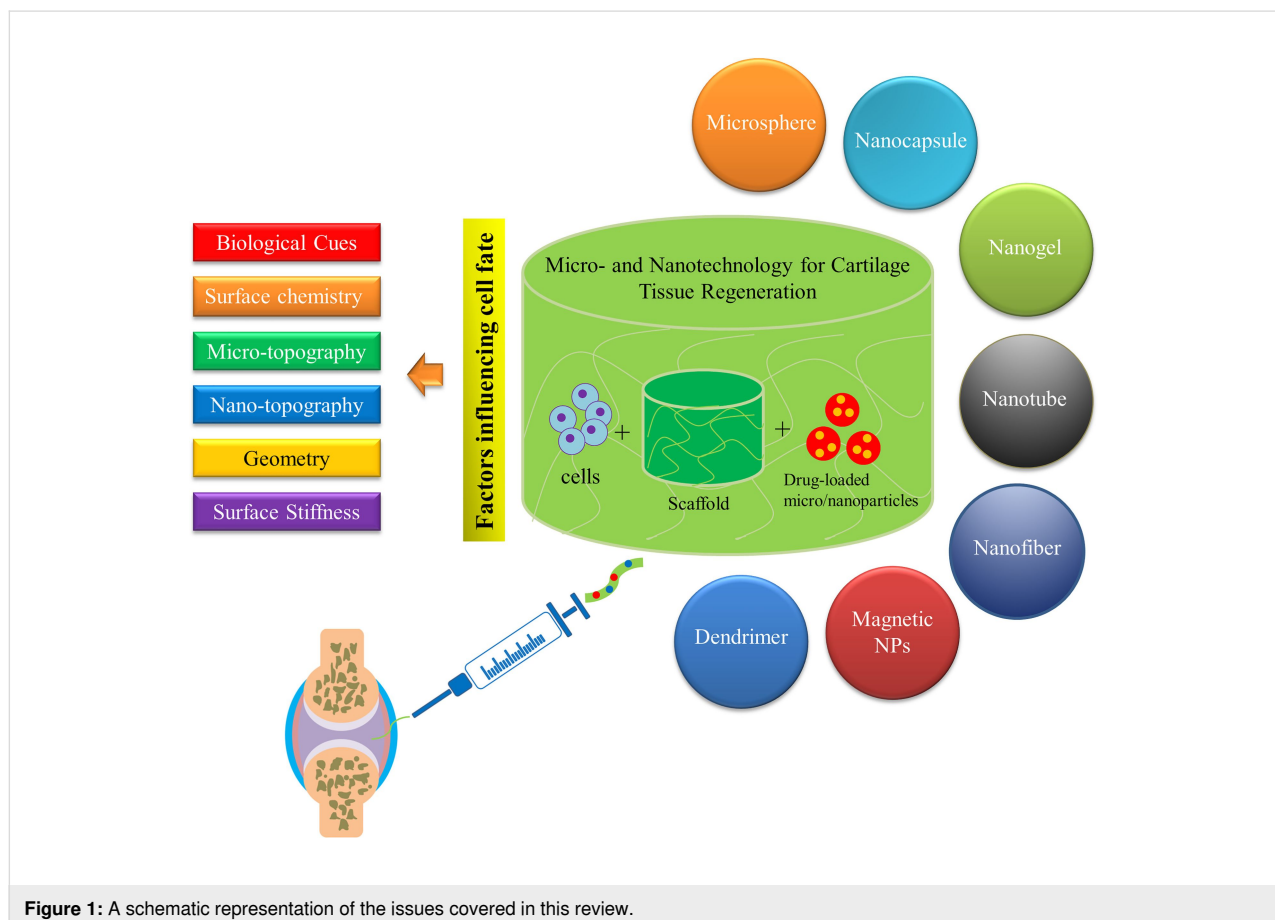 Microsphere
Nanocapsule
Nanogel
Nanotube
Nanofiber
Magnetic
NPs
Dendrimer
Biological Cues
Surface chemistry
Micro-topography
Nano-topography
Geometry
Surface Stiffness
Factors influencing cell fate
Micro- and Nanotechnology for Cartilage
Tissue Regeneration
cells
+
Scaffold
+
Drug-loaded
micro/nanoparticles
Figure 1: A schematic representation of the issues covered in this review.